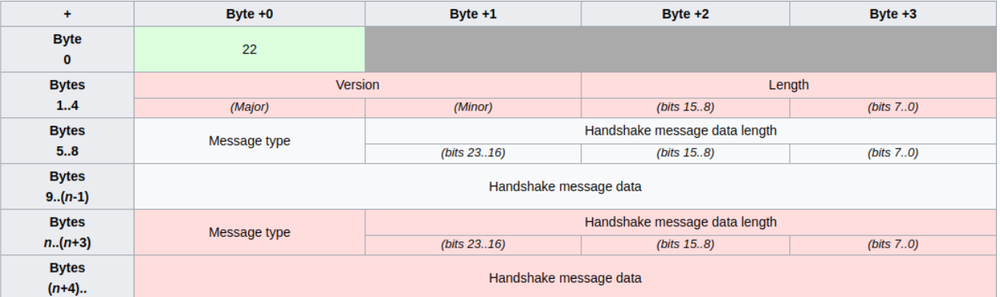 + Byte +0 Byte +1 Byte +2 Byte +3
Byte
0
22
Bytes
1..4
Version Length
(Major) (Minor) (bits 15..8) (bits 7..0)
Bytes
5..8
Message type
Handshake message data length
(bits 23..16) (bits 15..8) (bits 7..0)
Bytes
9..(n-1)
Handshake message data
Bytes
n..(n+3)
Message type
Handshake message data length
(bits 23..16) (bits 15..8) (bits 7..0)
Bytes
(n+4)..
Handshake message data